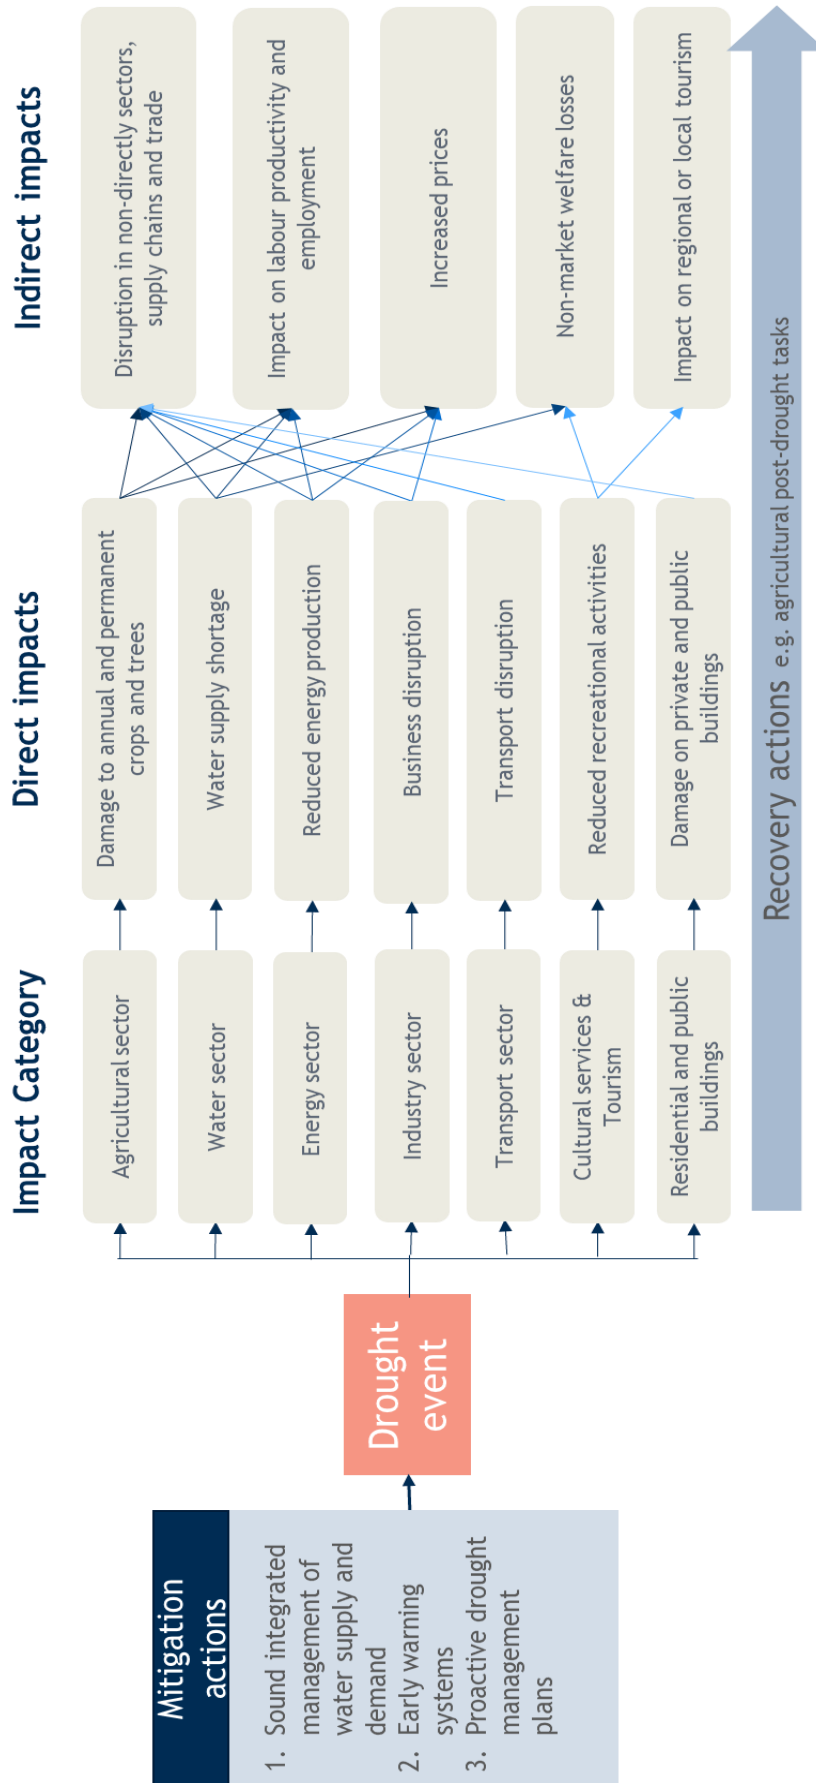 Mitigation
actions
1. Sound integrated
management of
water supply and
demand
2. Early warning
systems
3. Proactive drought
management
plans
Drought
event
Impact Category
Agricultural sector
Water sector
Energy sector
Industry sector
Transport sector
Cultural services &
Tourism
Residential and public
buildings
Direct impacts
Damage to annual and permanent
crops and trees
Water supply shortage
Reduced energy production
Business disruption
Transport disruption
Reduced recreational activities
Damage on private and public
buildings
Indirect impacts
Disruption in non-directly sectors,
supply chains and trade
Impact on labour productivity and
employment
Increased prices
Non-market welfare losses
Impact on regional or local tourism
Recovery actions e.g. agricultural post-drought tasks